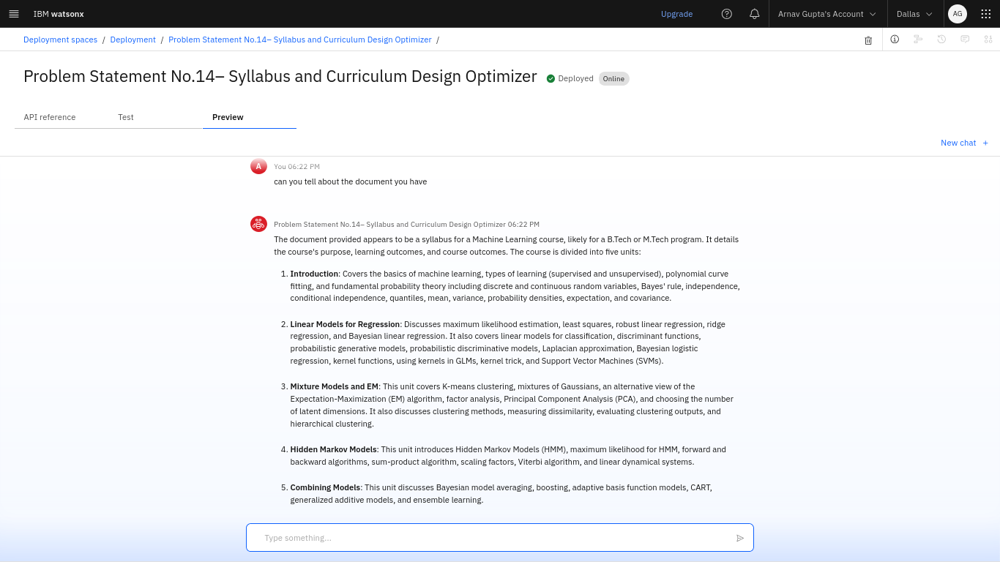 IBM watsonx
Upgrade
Arnav Gupta's Account
Dallas
AG
Deployment spaces / Deployment / Problem Statement No.14– Syllabus and Curriculum Design Optimizer /
Problem Statement No.14– Syllabus and Curriculum Design Optimizer
Deployed
Online
API reference
Test
Preview
New chat +
A
You 06:22 PM
can you tell about the document you have
Problem Statement No.14– Syllabus and Curriculum Design Optimizer 06:22 PM
The document provided appears to be a syllabus for a Machine Learning course, likely for a B.Tech or M.Tech program. It details
the course's purpose, learning outcomes, and course outcomes. The course is divided into five units:
1. Introduction: Covers the basics of machine learning, types of learning (supervised and unsupervised), polynomial curve
fitting, and fundamental probability theory including discrete and continuous random variables, Bayes' rule, independence,
conditional independence, quantiles, mean, variance, probability densities, expectation, and covariance.
2. Linear Models for Regression: Discusses maximum likelihood estimation, least squares, robust linear regression, ridge
regression, and Bayesian linear regression. It also covers linear models for classification, discriminant functions,
probabilistic generative models, probabilistic discriminative models, Laplacian approximation, Bayesian logistic
regression, kernel functions, using kernels in GLMs, kernel trick, and Support Vector Machines (SVMs).
3. Mixture Models and EM: This unit covers K-means clustering, mixtures of Gaussians, an alternative view of the
Expectation-Maximization (EM) algorithm, factor analysis, Principal Component Analysis (PCA), and choosing the number
of latent dimensions. It also discusses clustering methods, measuring dissimilarity, evaluating clustering outputs, and
hierarchical clustering.
4. Hidden Markov Models: This unit introduces Hidden Markov Models (HMM), maximum likelihood for HMM, forward and
backward algorithms, sum-product algorithm, scaling factors, Viterbi algorithm, and linear dynamical systems.
5. Combining Models: This unit discusses Bayesian model averaging, boosting, adaptive basis function models, CART,
generalized additive models, and ensemble learning.
Type something...